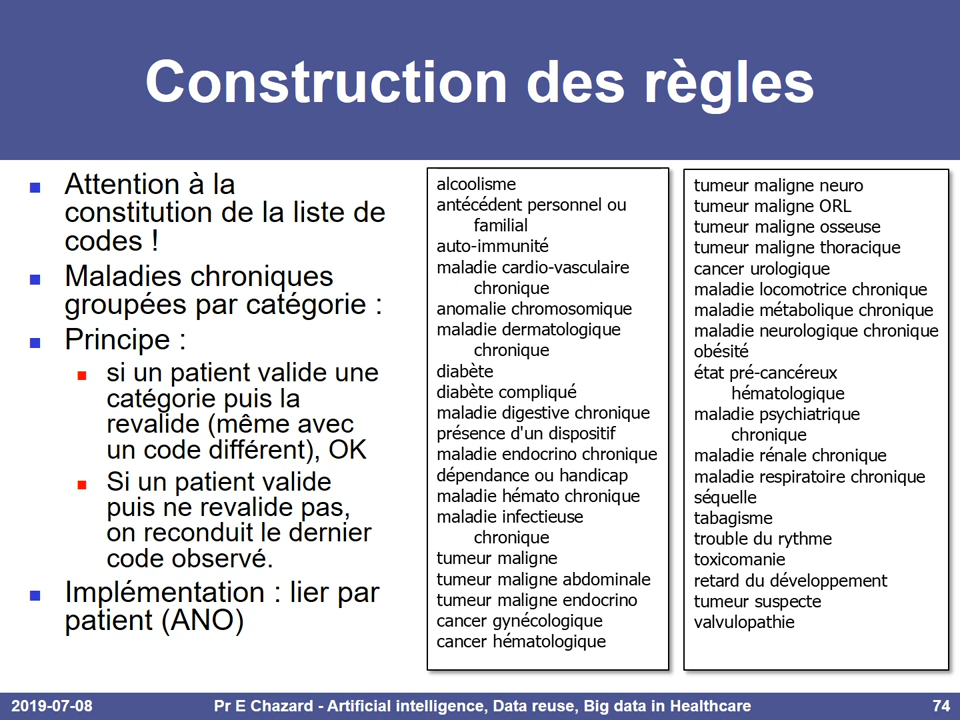 Construction des règles
Attention à la
constitution de la liste de
codes !
Maladies chroniques
groupées par catégorie :
Principe :
si un patient valide une
catégorie puis la
revalide (même avec
un code différent), OK
Si un patient valide
puis ne revalide pas,
on reconduit le dernier
code observé.
Implémentation : lier par
patient (ANO)
alcoolisme
antécédent personnel ou
familial
auto-immunité
maladie cardio-vasculaire
chronique
anomalie chromosomique
maladie dermatologique
chronique
diabète
diabète compliqué
maladie digestive chronique
présence d'un dispositif
maladie endocrino chronique
dépendance ou handicap
maladie hémato chronique
maladie infectieuse
chronique
tumeur maligne
tumeur maligne abdominale
tumeur maligne endocrino
cancer gynécologique
cancer hématologique
tumeur maligne neuro
tumeur maligne ORL
tumeur maligne osseuse
tumeur maligne thoracique
cancer urologique
maladie locomotrice chronique
maladie métabolique chronique
maladie neurologique chronique
obésité
état pré-cancéreux
hématologique
maladie psychiatrique
chronique
maladie rénale chronique
maladie respiratoire chronique
séquelle
tabagisme
trouble du rythme
toxicomanie
retard du développement
tumeur suspecte
valvulopathie
2019-07-08 Pr E Chazard - Artificial intelligence, Data reuse, Big data in Healthcare 74